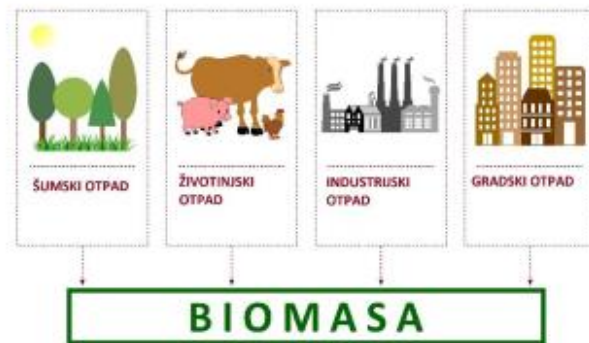 ŠUMSKI OTPAD
ŽIVOTINJSKI
OTPAD
INDUSTRIJSKI
OTPAD
GRADSKI OTPAD
BIOMASA